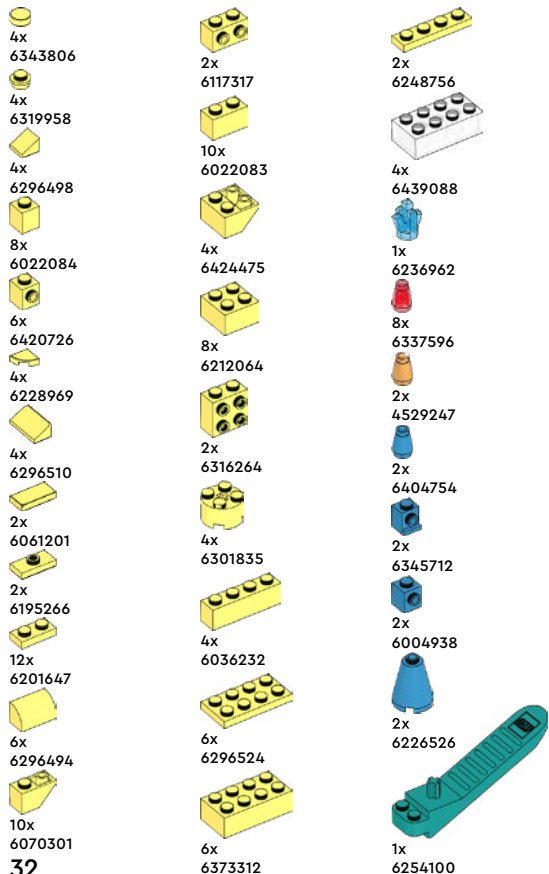 4x
6343806
4x
6319958
4x
6296498
8x
6022084
6x
6420726
4x
6228969
4x
6296510
2x
6061201
2x
6195266
12x
6201647
6x
6296494
10x
6070301
32
2x
6117317
10x
6022083
4x
6424475
8x
6212064
2x
6316264
4x
6301835
4x
6036232
6x
6296524
6x
6373312
2x
6248756
4x
6439088
1x
6236962
8x
6337596
2x
4529247
2x
6404754
2x
6345712
2x
6004938
2x
6226526
1x
6254100